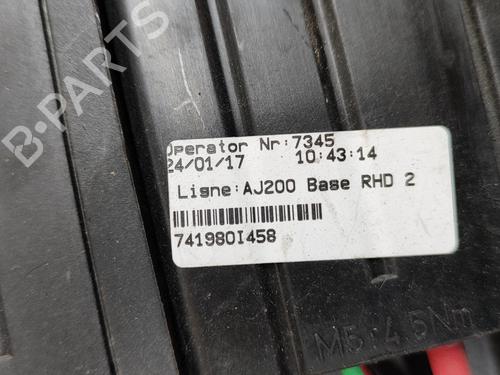 B-PARTS
Operator Nr:7345
24/01/17 10:43:14
Ligne:AJ200 Base RHD 2
741980I458
M5:4.5Nm